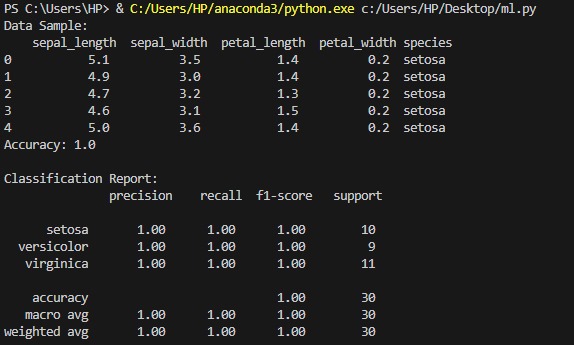 PS C:\Users\HP> & C:/Users/HP/anaconda3/python.exe c:/Users/HP/Desktop/ml.py
Data Sample:
   sepal_length  sepal_width  petal_length  petal_width species
0           5.1          3.5           1.4          0.2  setosa
1           4.9          3.0           1.4          0.2  setosa
2           4.7          3.2           1.3          0.2  setosa
3           4.6          3.1           1.5          0.2  setosa
4           5.0          3.6           1.4          0.2  setosa
Accuracy: 1.0
Classification Report:
              precision    recall  f1-score   support
      setosa       1.00      1.00      1.00        10
  versicolor       1.00      1.00      1.00         9
   virginica       1.00      1.00      1.00        11
    accuracy                           1.00        30
   macro avg       1.00      1.00      1.00        30
weighted avg       1.00      1.00      1.00        30